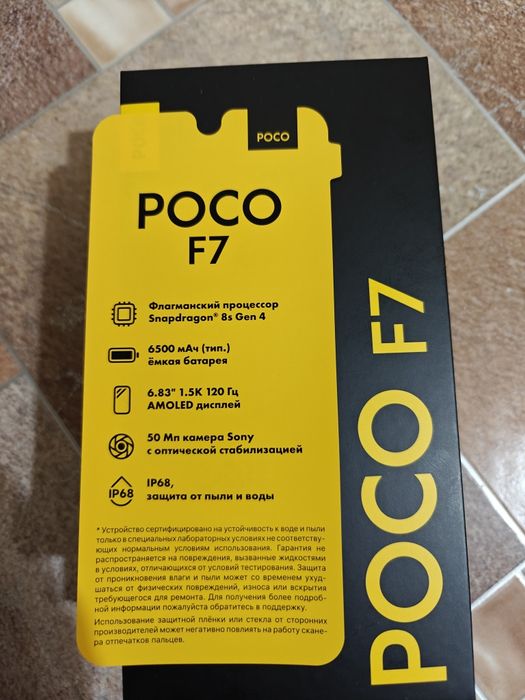 POCO
POCO
F7
Флагманский процессор
Snapdragon® 8s Gen 4
6500 мАч (тип.)
ёмкая батарея
6.83" 1.5K 120 Гц
AMOLED дисплей
50 Мп камера Sony
с оптической стабилизацией
IP68
IP68,
защита от пыли и воды
* Устройство сертифицировано на устойчивость к воде и пыли
только в специальных лабораторных условиях не соответству-
ющих нормальным условиям использования. Гарантия не
распространяется на повреждения, вызванные жидкостями
в условиях, отличающихся от условий тестирования. Защита
от проникновения влаги и пыли может со временем ухуд-
шаться от физических повреждений, износа или вскрытия
требующегося для ремонта. Для получения более подроб-
ной информации пожалуйста обратитесь в поддержку.
Использование защитной плёнки или стекла от сторонних
производителей может негативно повлиять на работу скане-
ра отпечатков пальцев.
POCO F7